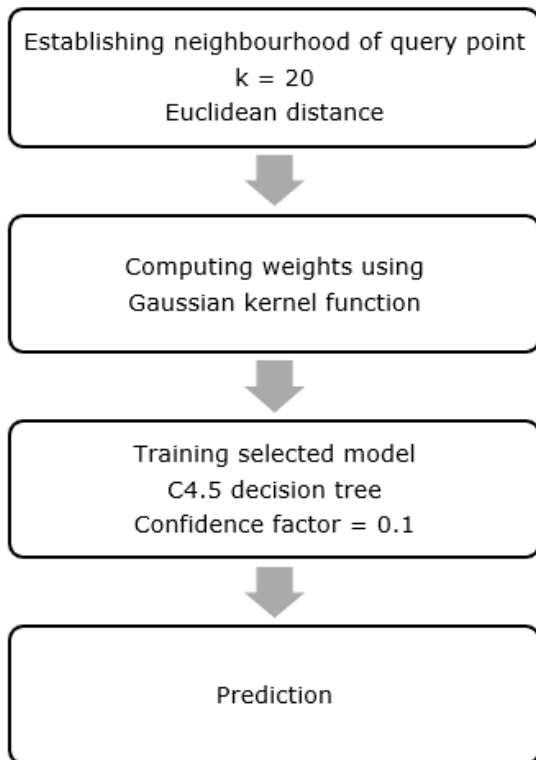 Establishing neighbourhood of query point
k = 20
Euclidean distance
Computing weights using
Gaussian kernel function
Training selected model
C4.5 decision tree
Confidence factor = 0.1
Prediction